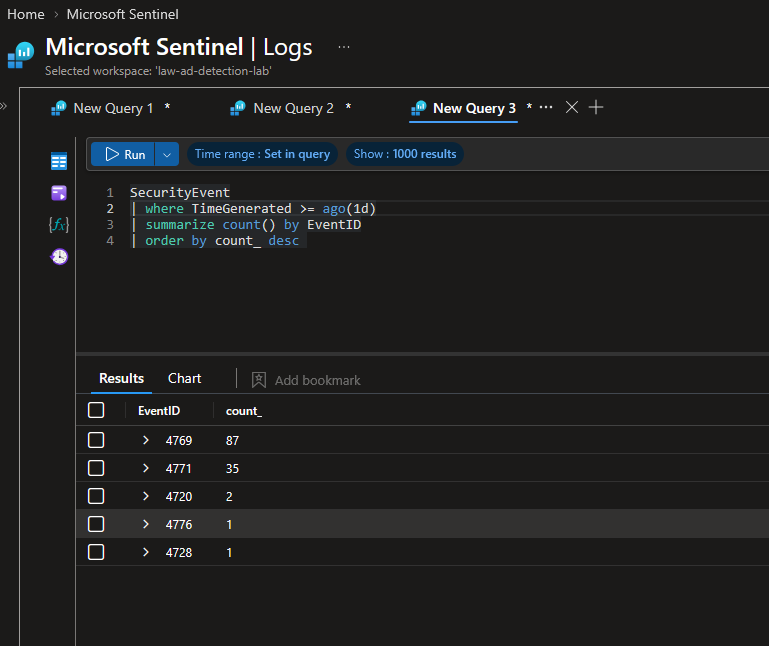 Home > Microsoft Sentinel
Microsoft Sentinel | Logs ...
Selected workspace: 'law-ad-detection-lab'
» New Query 1 * New Query 2 * New Query 3 * ... × +
Run Time range : Set in query Show : 1000 results
1 SecurityEvent
2 | where TimeGenerated >= ago(1d)
3 | summarize count() by EventID
4 | order by count_ desc
{fx}
Results Chart Add bookmark
EventID count_
> 4769 87
> 4771 35
> 4720 2
> 4776 1
> 4728 1